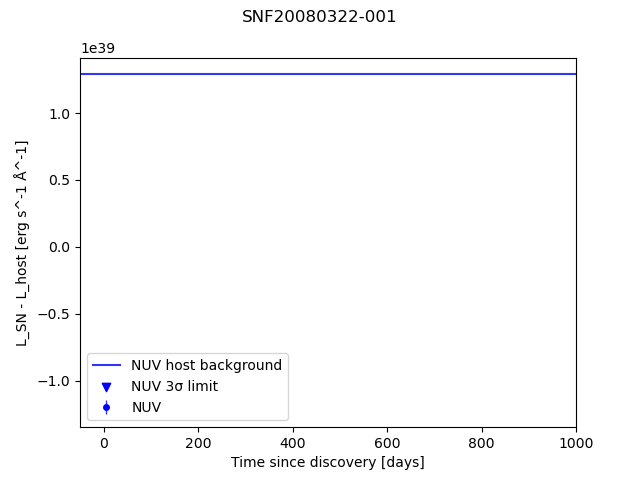 SNF20080322-001
1e39
L_SN - L_host [erg s^-1 Å^-1]
1.0
0.5
0.0
−0.5
−1.0
NUV host background
NUV 3σ limit
NUV
0 200 400 600 800 1000
Time since discovery [days]